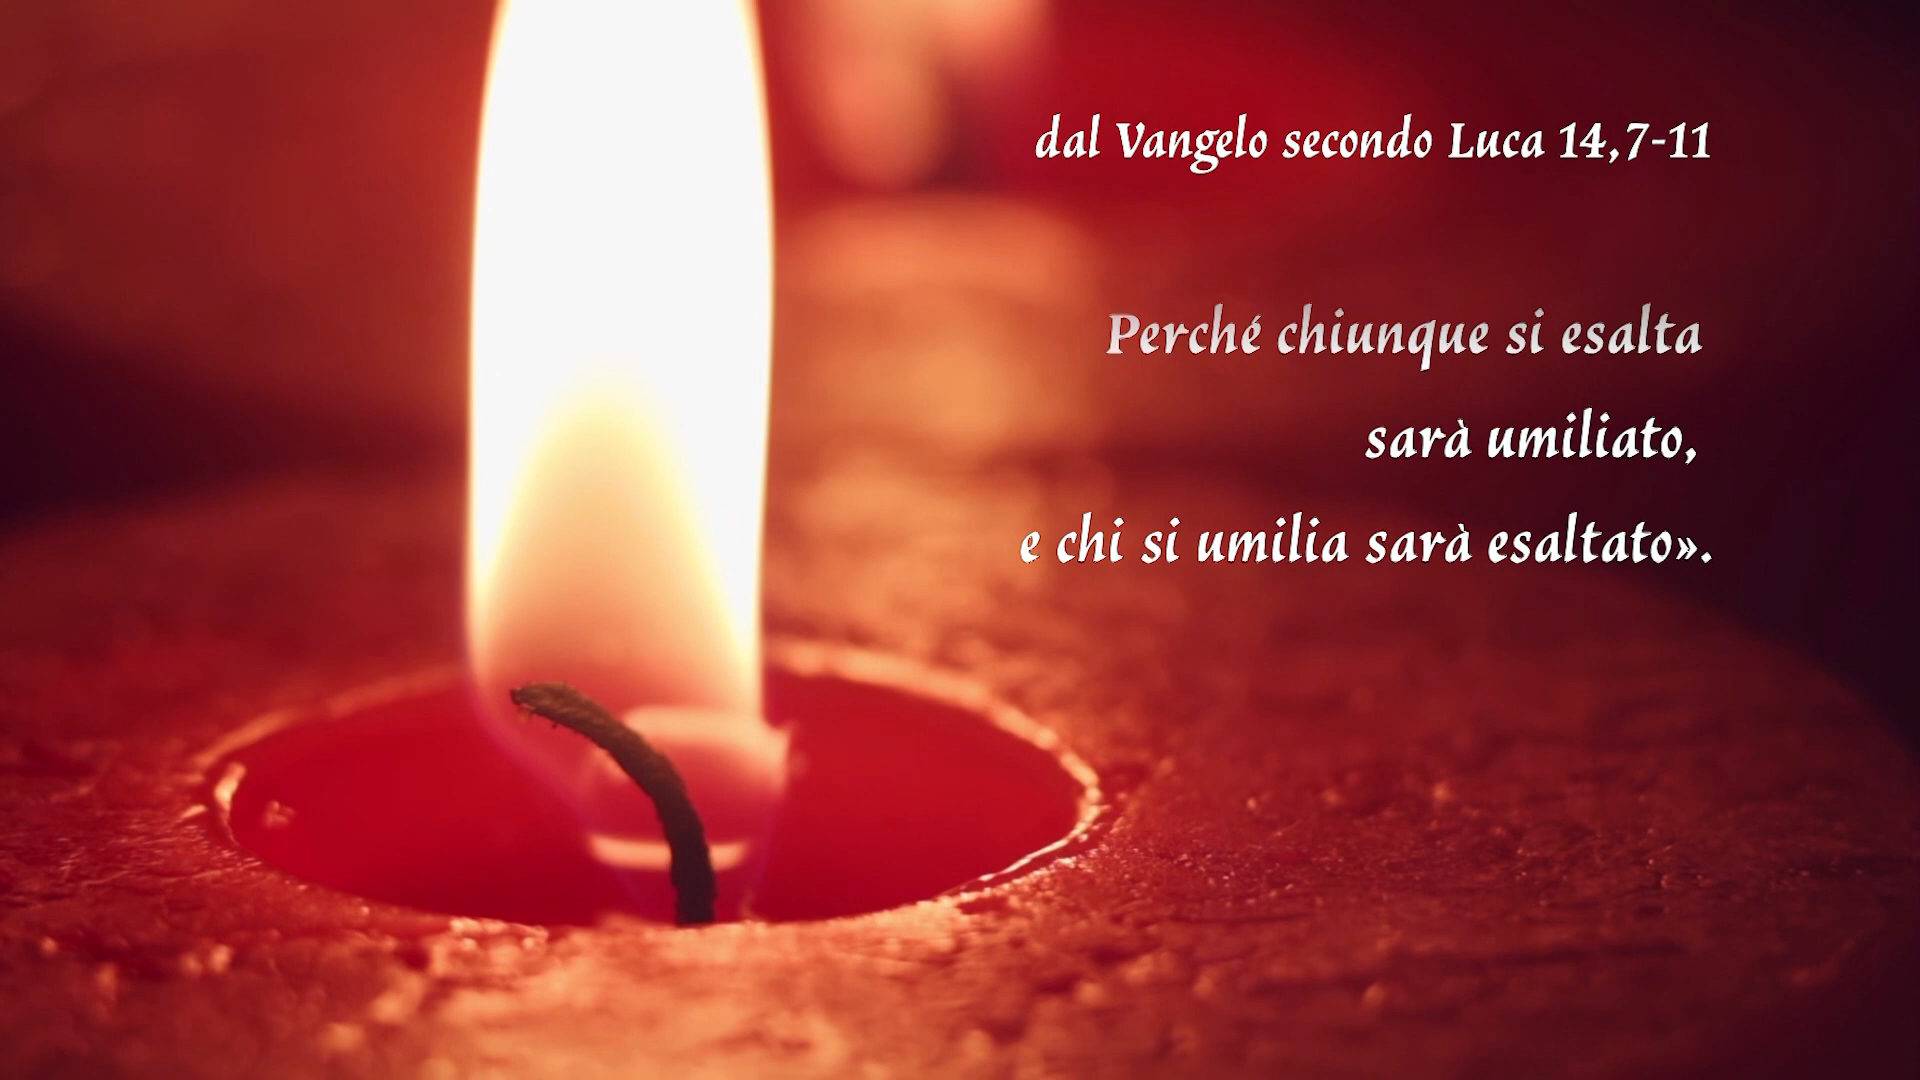 dal Vangelo secondo Luca 14,7-11
Perché chiunque si esalta
sarà umiliato,
e chi si umilia sarà esaltato».